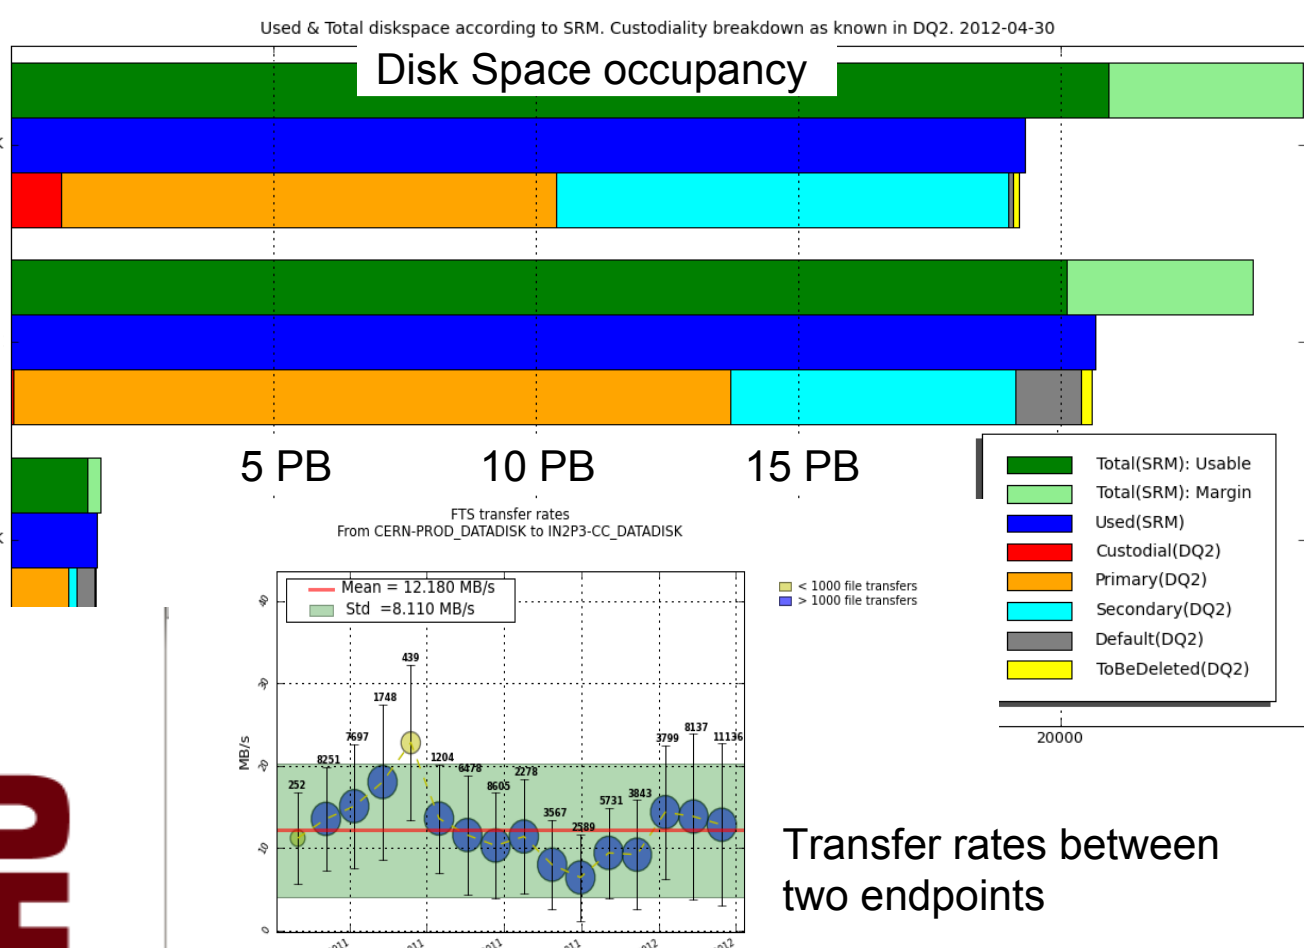 Used & Total diskspace according to SRM. Custodiality breakdown as known in DQ2. 2012-04-30
Disk Space occupancy
5 PB 10 PB 15 PB
Total(SRM): Usable
Total(SRM): Margin
Used(SRM)
Custodial(DQ2)
Primary(DQ2)
Secondary(DQ2)
Default(DQ2)
ToBeDeleted(DQ2)
20000
FTS transfer rates
From CERN-PROD_DATADISK to IN2P3-CC_DATADISK
Mean = 12.180 MB/s
Std =8.110 MB/s
< 1000 file transfers
> 1000 file transfers
MB/s
40
30
20
10
0
252 8251 7697 1748 439 1204 6478 8605 2278 3567 2589 5731 3843 3799 8137 11136
Transfer rates between
two endpoints